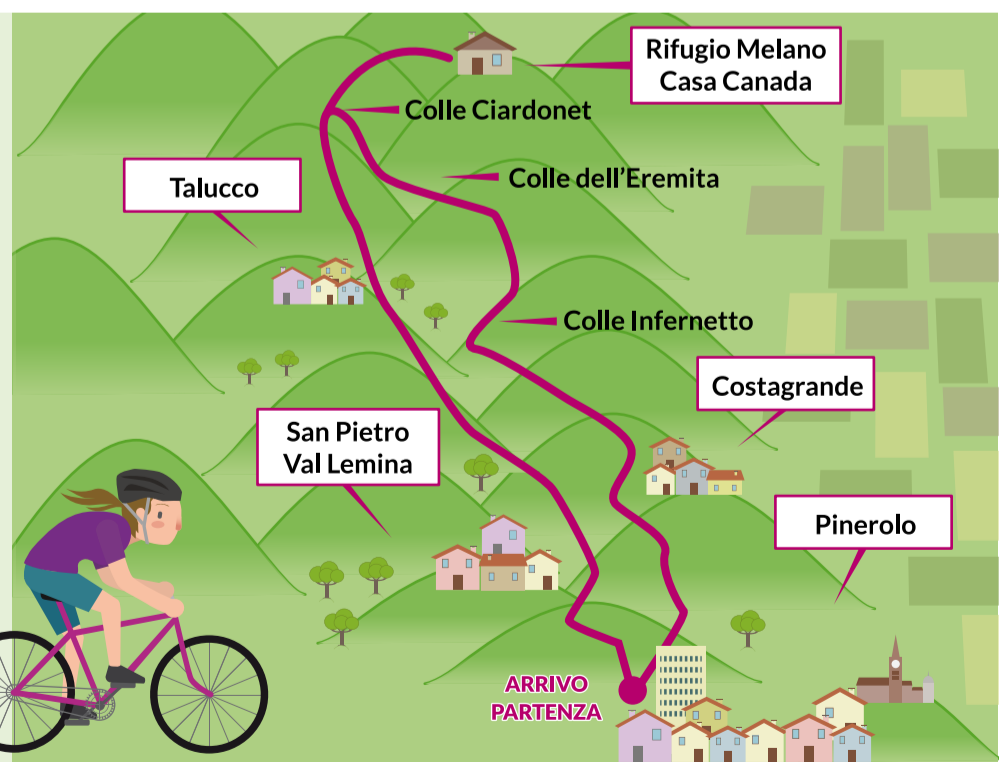 Rifugio Melano
Casa Canada
Colle Ciardonet
Colle dell'Eremita
Talucco
Colle Infernetto
Costagrande
San Pietro
Val Lemina
Pinerolo
ARRIVO
PARTENZA